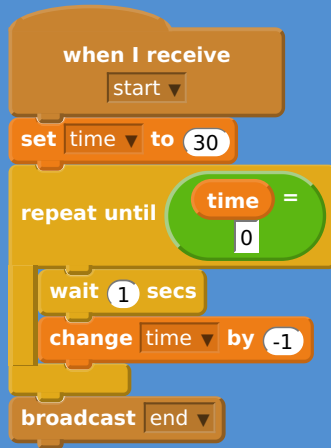 when I receive
start
set time to 30
time =
repeat until
0
wait 1 secs
change time by -1
broadcast end